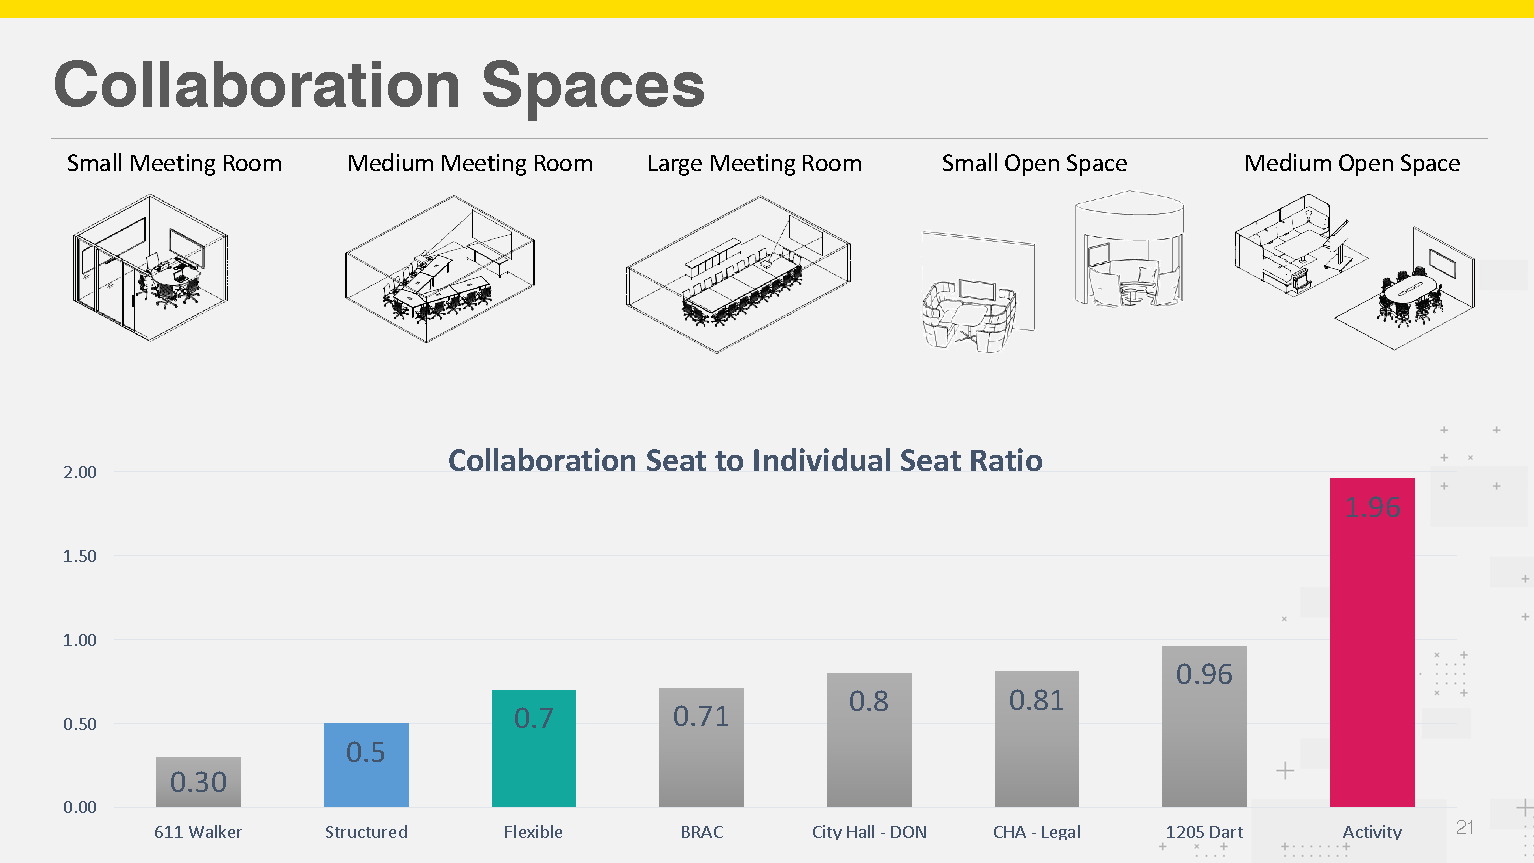 Collaboration Spaces
Small Meeting Room
Medium Meeting Room
Large Meeting Room
Small Open Space
Medium Open Space
Collaboration Seat to Individual Seat Ratio
2.00
1.50
1.00
0.50
0.00
0.30
0.5
0.7
0.71
0.8
0.81
0.96
1.96
611 Walker
Structured
Flexible
BRAC
City Hall - DON
CHA - Legal
1205 Dart
Activity
21